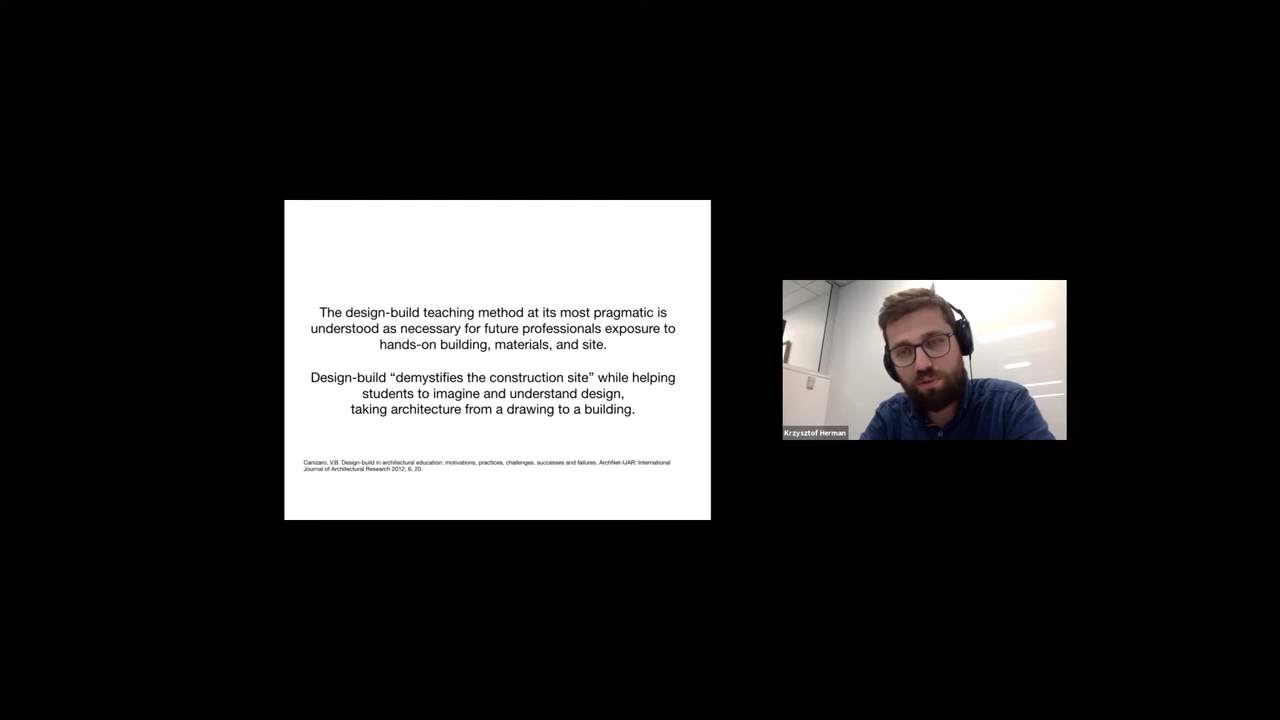 The design-build teaching method at its most pragmatic is
understood as necessary for future professionals exposure to
hands-on building, materials, and site.
Design-build “demystifies the construction site” while helping
students to imagine and understand design,
taking architecture from a drawing to a building.
Canizaro, V.B. Design-build in architectural education: motivations, practices, challenges, successes and failures. ArchNet-IJAR: International
Journal of Architectural Research 2012, 6, 20.
Krzysztof Herman